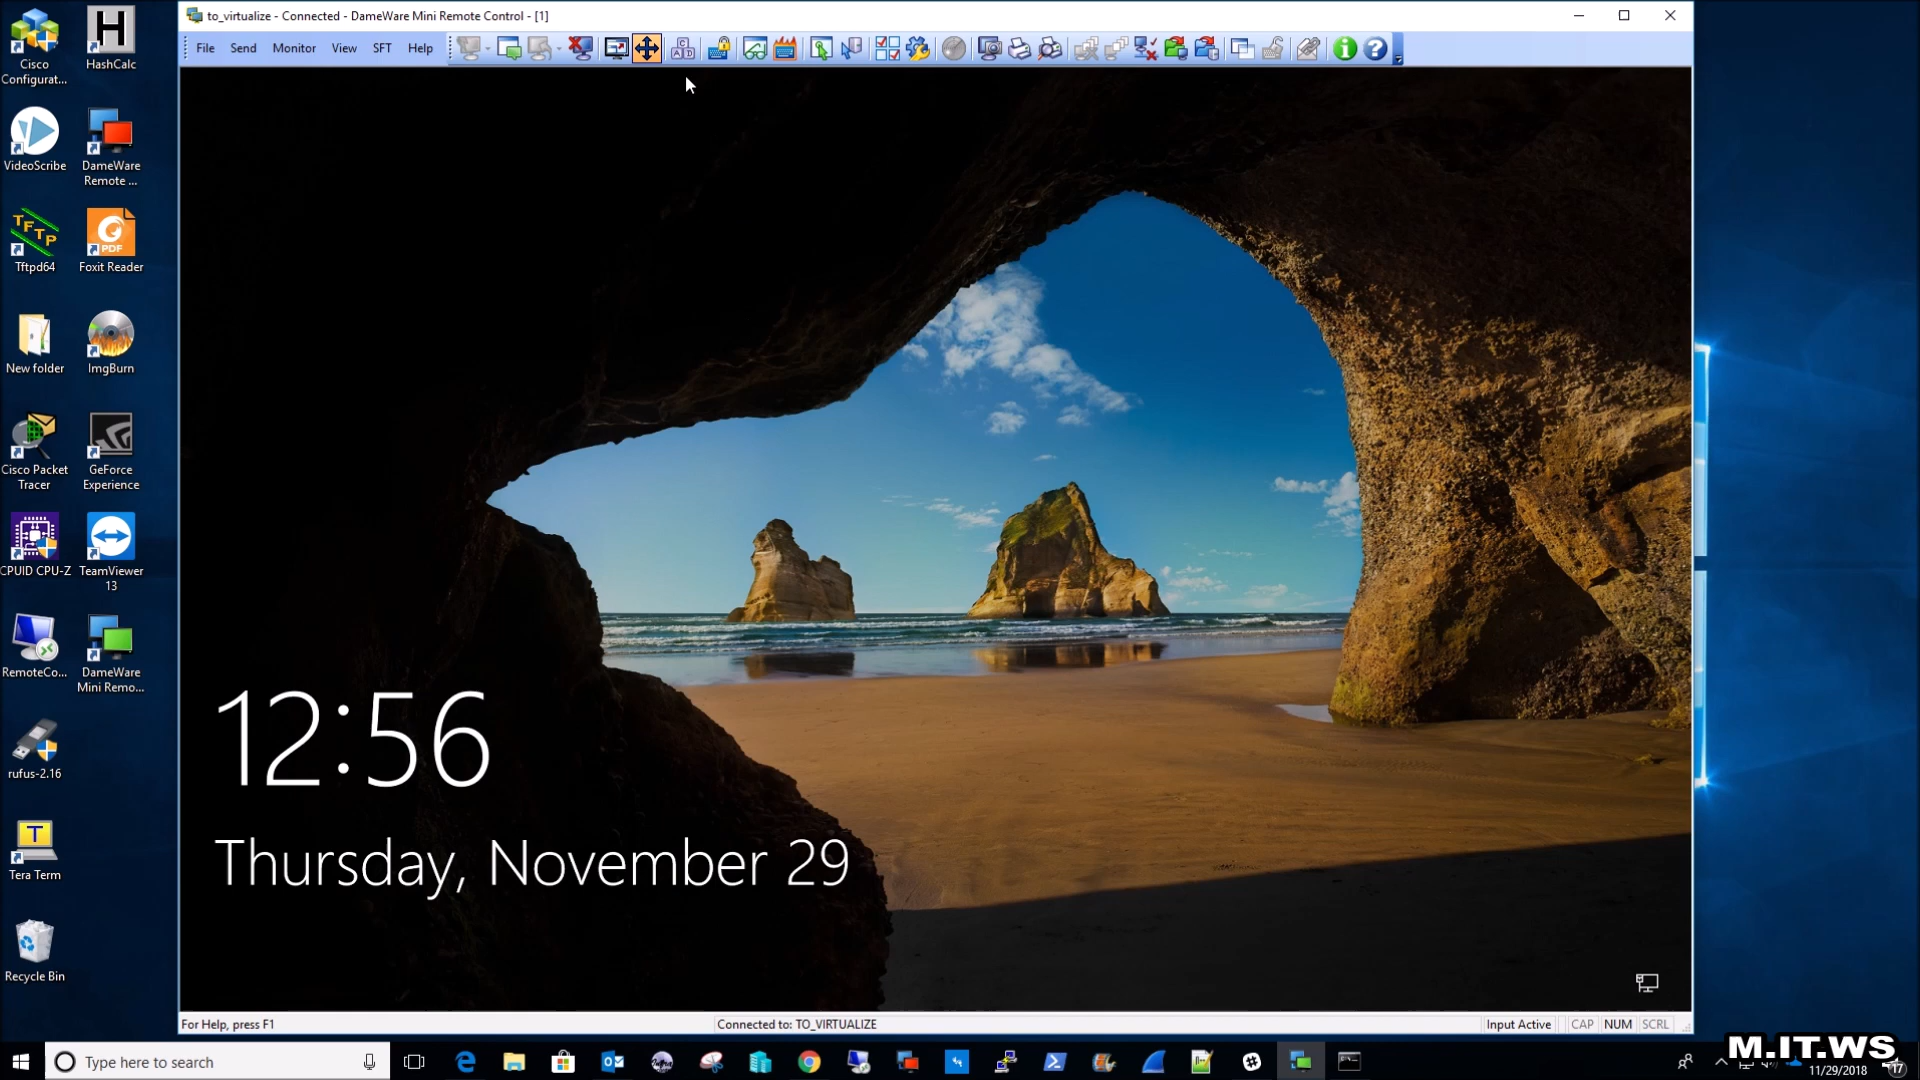 to_virtualize - Connected - DameWare Mini Remote Control - [1]
File Send Monitor View SFT Help
Cisco Configurat...
HashCalc
VideoScribe
DameWare Remote ...
TFTP
Tftpd64
PDF
Foxit Reader
New folder
ImgBurn
Cisco Packet Tracer
GeForce Experience
CPUID CPU-Z
TeamViewer 13
RemoteCo...
DameWare Mini Remo...
rufus-2.16
T
Tera Term
Recycle Bin
12:56
Thursday, November 29
For Help, press F1
Connected to: TO_VIRTUALIZE
Input Active CAP NUM SCRL
Type here to search
M.IT.WS
11/29/2018
17